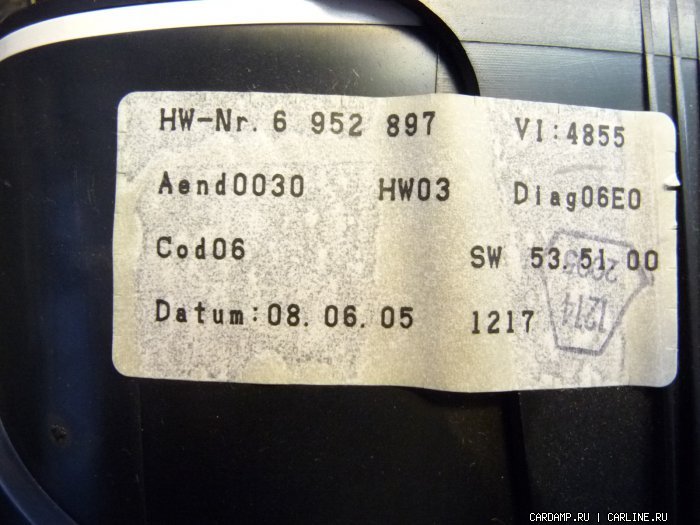 HW-Nr. 6 952 897 VI:4855
Aend0030 HW03 Diag06E0
Cod06 SW 53.51.00
Datum:08.06.05 1217
1214
CARDAMP.RU | CARLINE.RU